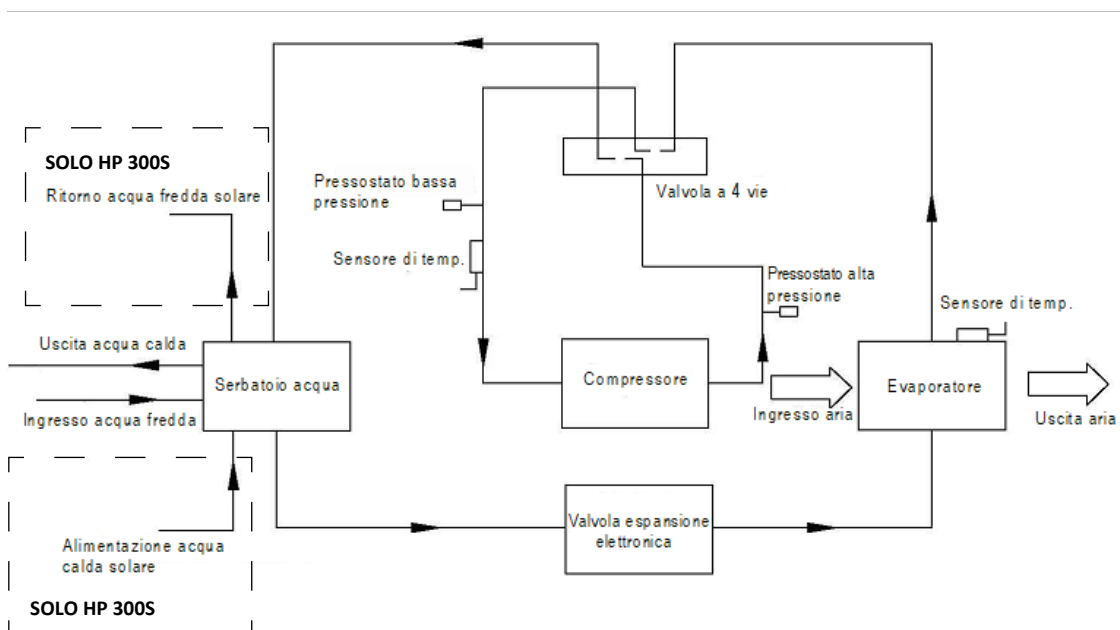 SOLO HP 300S
Ritorno acqua fredda solare
Pressostato bassa
pressione
Valvola a 4 vie
Sensore di temp.
Pressostato alta
pressione
Sensore di temp.
Uscita acqua calda
Serbatoio acqua
Compressore
Evaporatore
Ingresso acqua fredda
Ingresso aria
Uscita aria
Valvola espansione
elettronica
Alimentazione acqua
calda solare
SOLO HP 300S